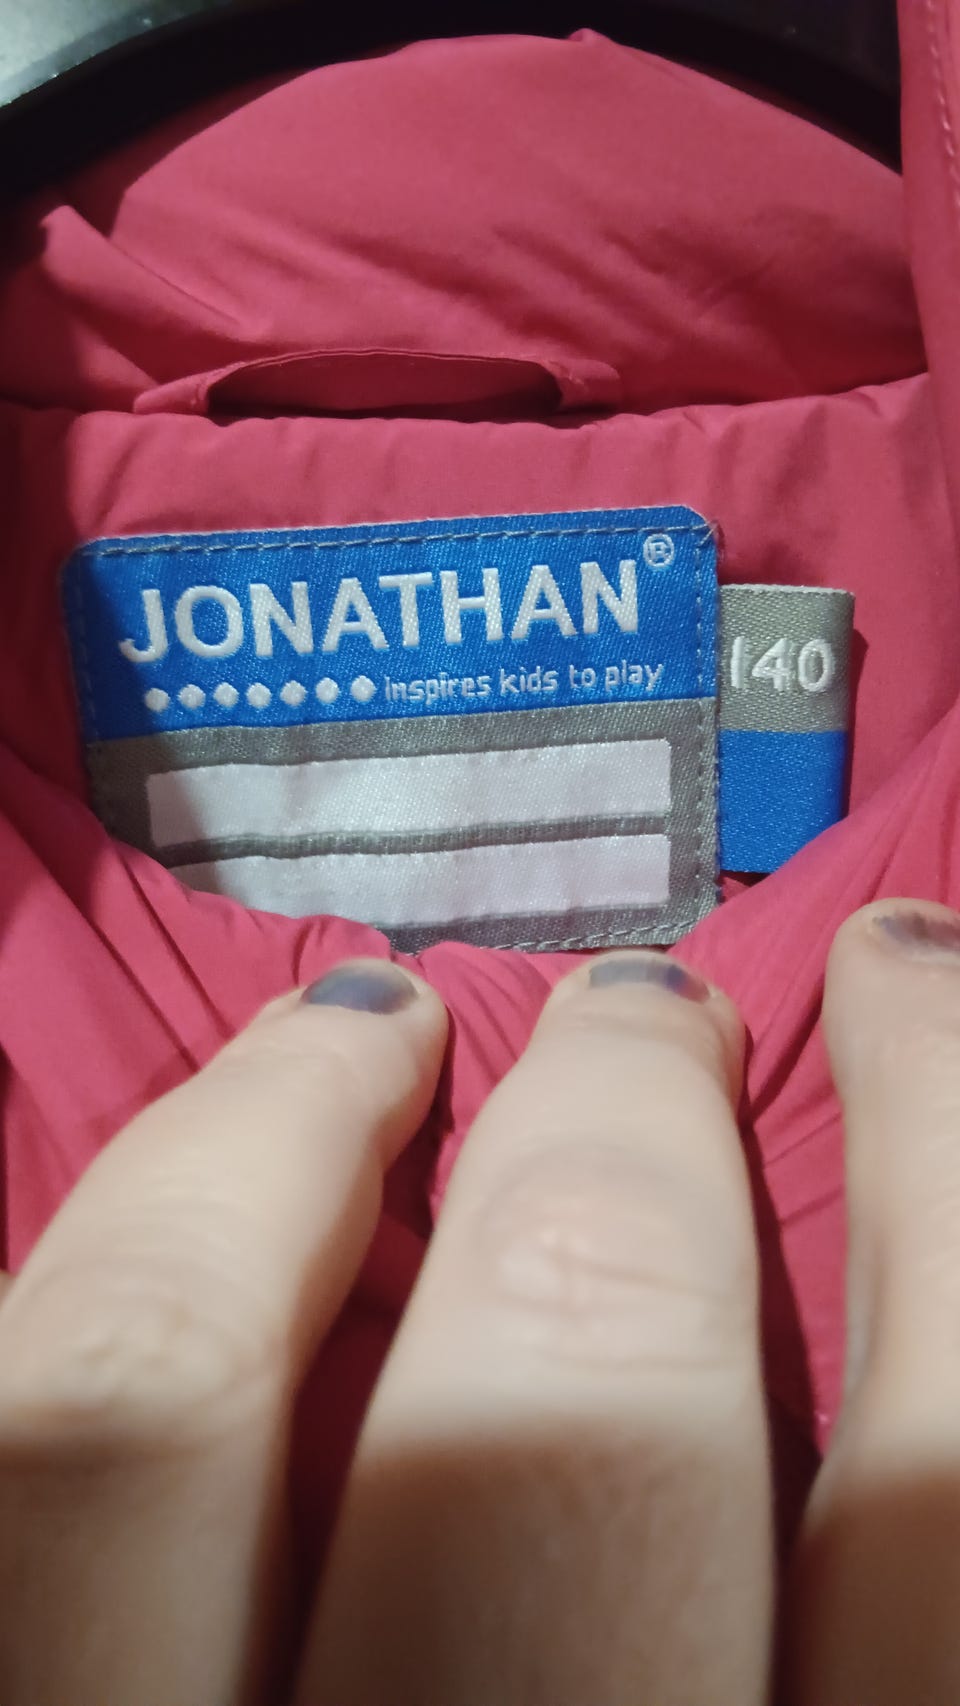 JONATHAN®
inspires kids to play
140